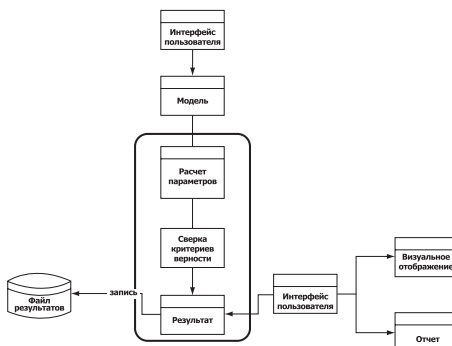 Интерфейс
пользователя
Модель
Расчет
параметров
Сверка
критериев
верности
Результат
запись
Файл
результатов
Интерфейс
пользователя
Визуальное
отображение
Отчет